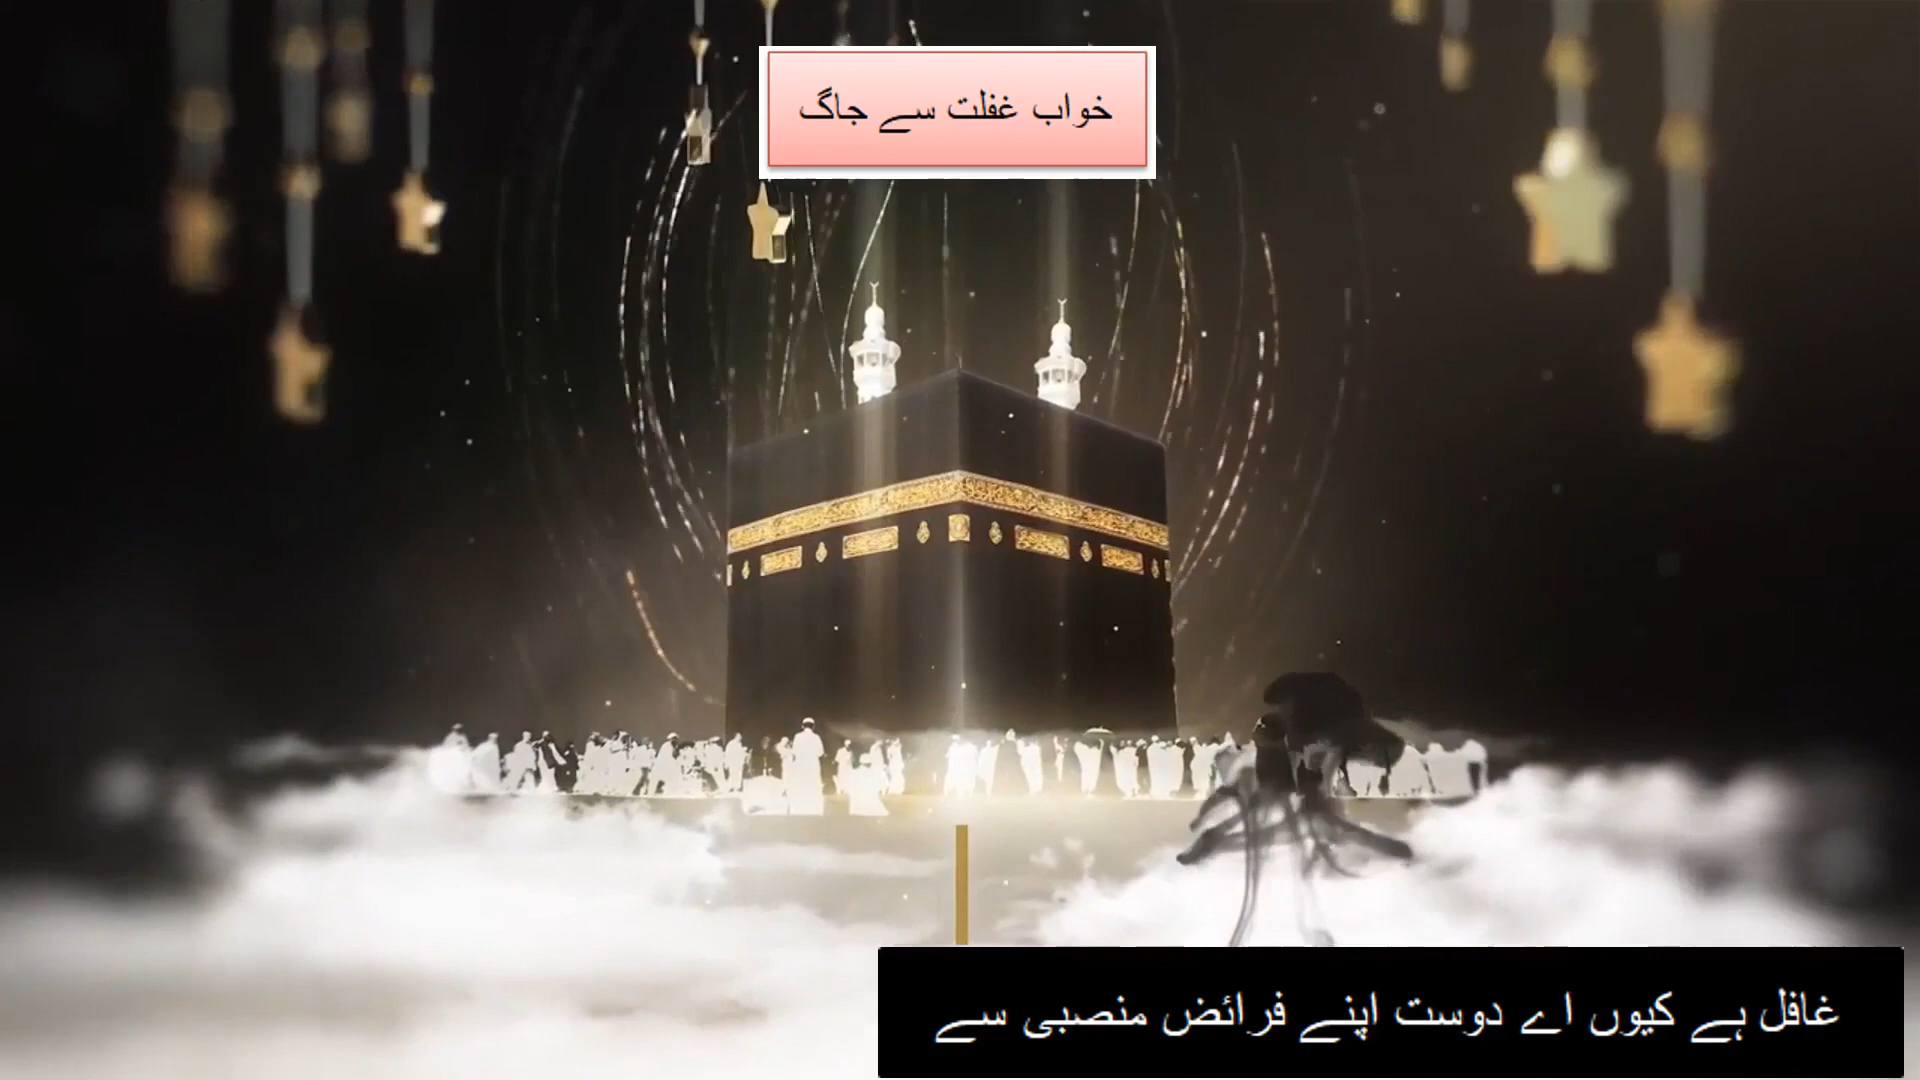 خواب غفلت سے جاگ
غافل ہے کیوں اے دوست اپنے فرائض منصبی سے